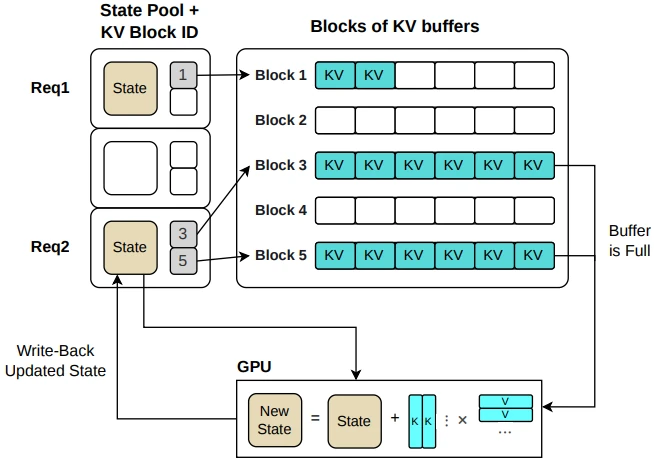 State Pool +
KV Block ID
Blocks of KV buffers
Req1
State
1
Block 1
KV KV
Block 2
Block 3
KV KV KV KV KV KV
Block 4
Req2
State
3
5
Block 5
KV KV KV KV KV KV
Buffer
is Full
Write-Back
Updated State
GPU
New
State
=
State
+
K K
⋮ ×
V
V
...